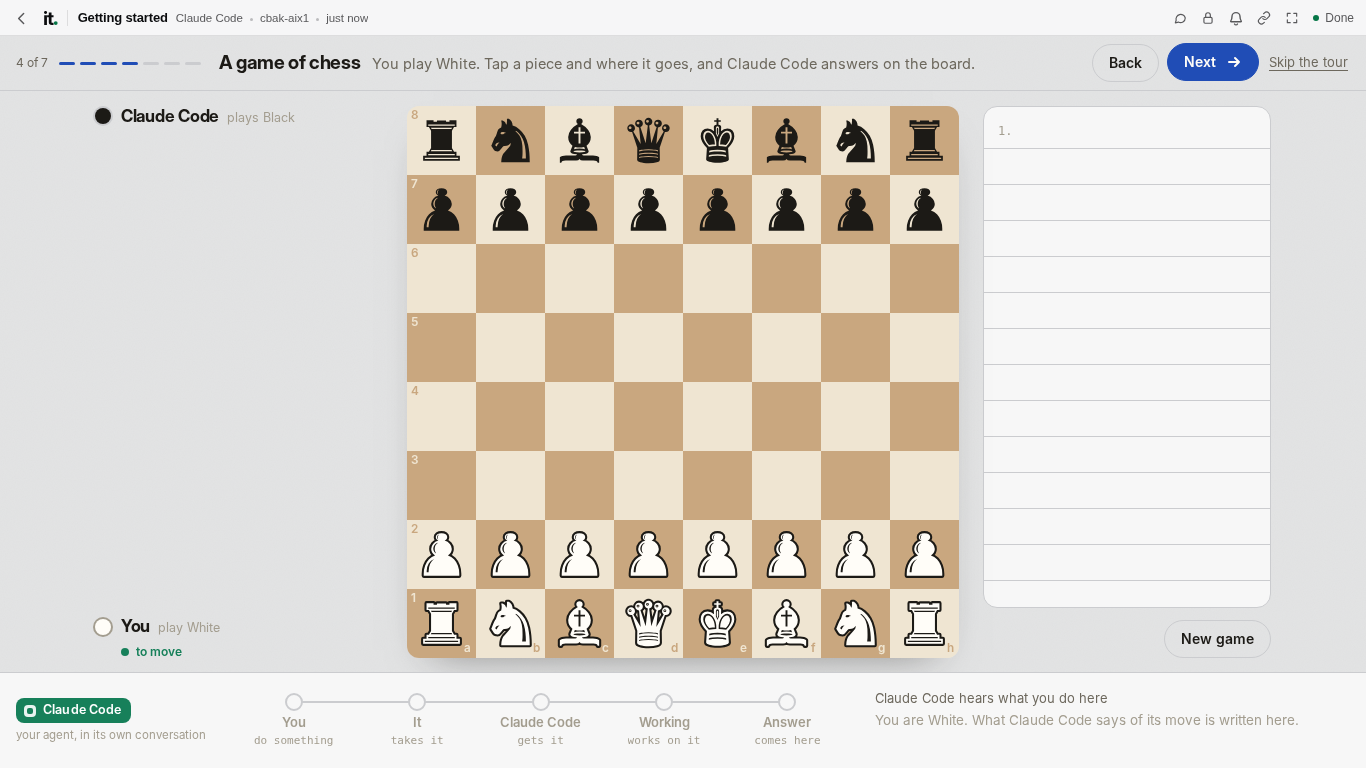 it. Getting started Claude Code • cbak-aix1 • just now Done
4 of 7 A game of chess You play White. Tap a piece and where it goes, and Claude Code answers on the board. Back Next Skip the tour
Claude Code plays Black
8
7
6
5
4
3
2
1
a b c d e f g h
1.
You play White
to move
New game
Claude Code
your agent, in its own conversation
You
do something
It
takes it
Claude Code
gets it
Working
works on it
Answer
comes here
Claude Code hears what you do here
You are White. What Claude Code says of its move is written here.